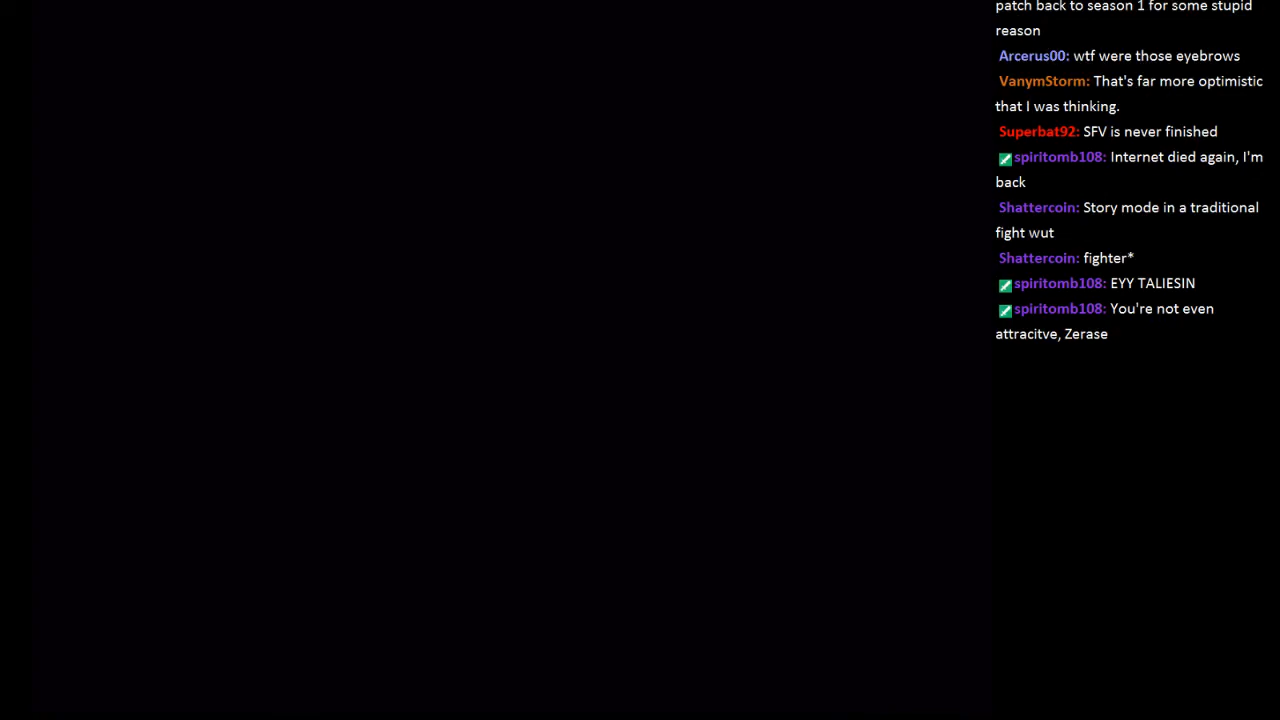 patch back to season 1 for some stupid
reason
Arcerus00: wtf were those eyebrows
VanymStorm: That's far more optimistic
that I was thinking.
Superbat92: SFV is never finished
spiritomb108: Internet died again, I'm
back
Shattercoin: Story mode in a traditional
fight wut
Shattercoin: fighter*
spiritomb108: EYY TALIESIN
spiritomb108: You're not even
attracitve, Zerase